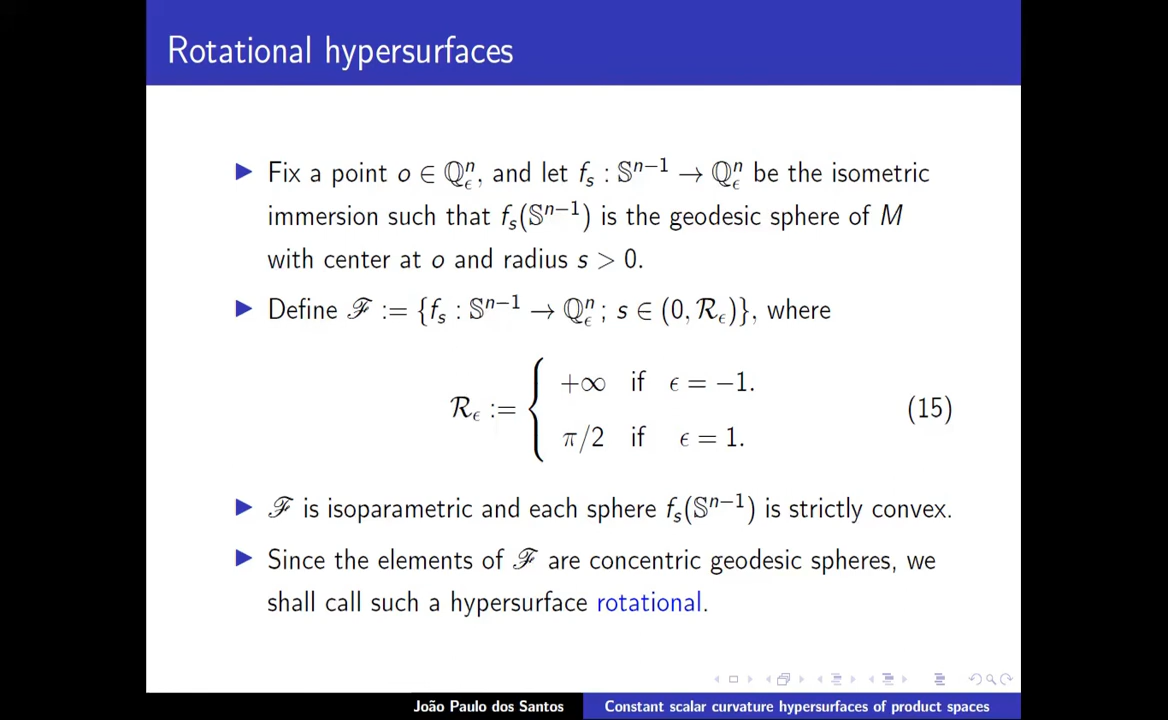 Rotational hypersurfaces
▶ Fix a point o ∈ ℚⁿ_ϵ, and let f_s : 𝕊ⁿ⁻¹ → ℚⁿ_ϵ be the isometric
immersion such that f_s(𝕊ⁿ⁻¹) is the geodesic sphere of M
with center at o and radius s > 0.
▶ Define ℱ := {f_s : 𝕊ⁿ⁻¹ → ℚⁿ_ϵ ; s ∈ (0, ℛ_ϵ)}, where
+∞ if ϵ = −1.
ℛ_ϵ := { (15)
π/2 if ϵ = 1.
▶ ℱ is isoparametric and each sphere f_s(𝕊ⁿ⁻¹) is strictly convex.
▶ Since the elements of ℱ are concentric geodesic spheres, we
shall call such a hypersurface rotational.
João Paulo dos Santos Constant scalar curvature hypersurfaces of product spaces